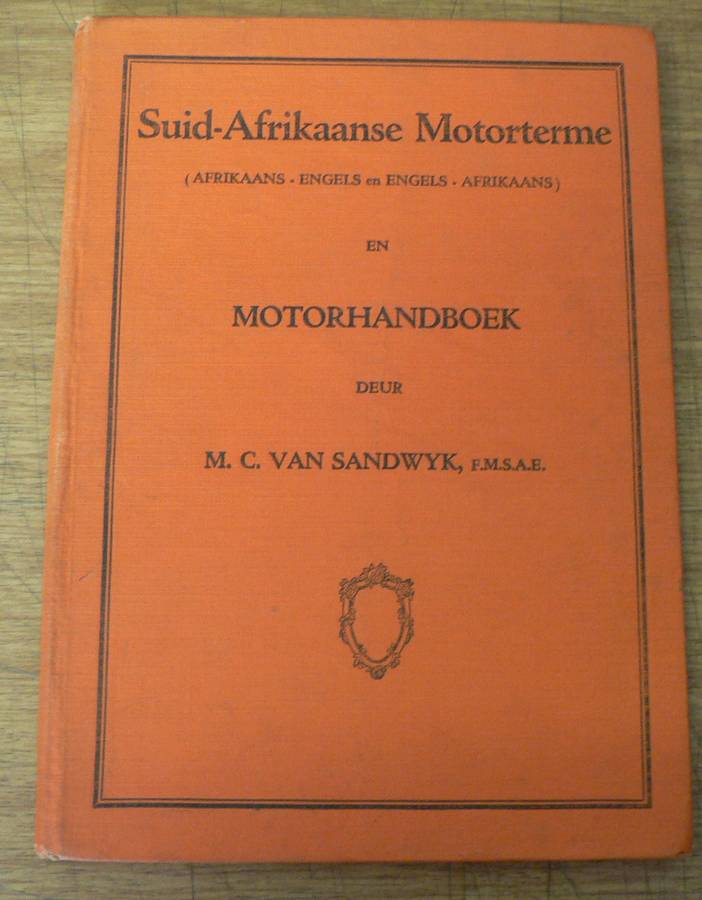 Suid-Afrikaanse Motorterme
(AFRIKAANS - ENGELS en ENGELS - AFRIKAANS)
EN
MOTORHANDBOEK
DEUR
M. C. VAN SANDWYK, F.M.S.A.E.